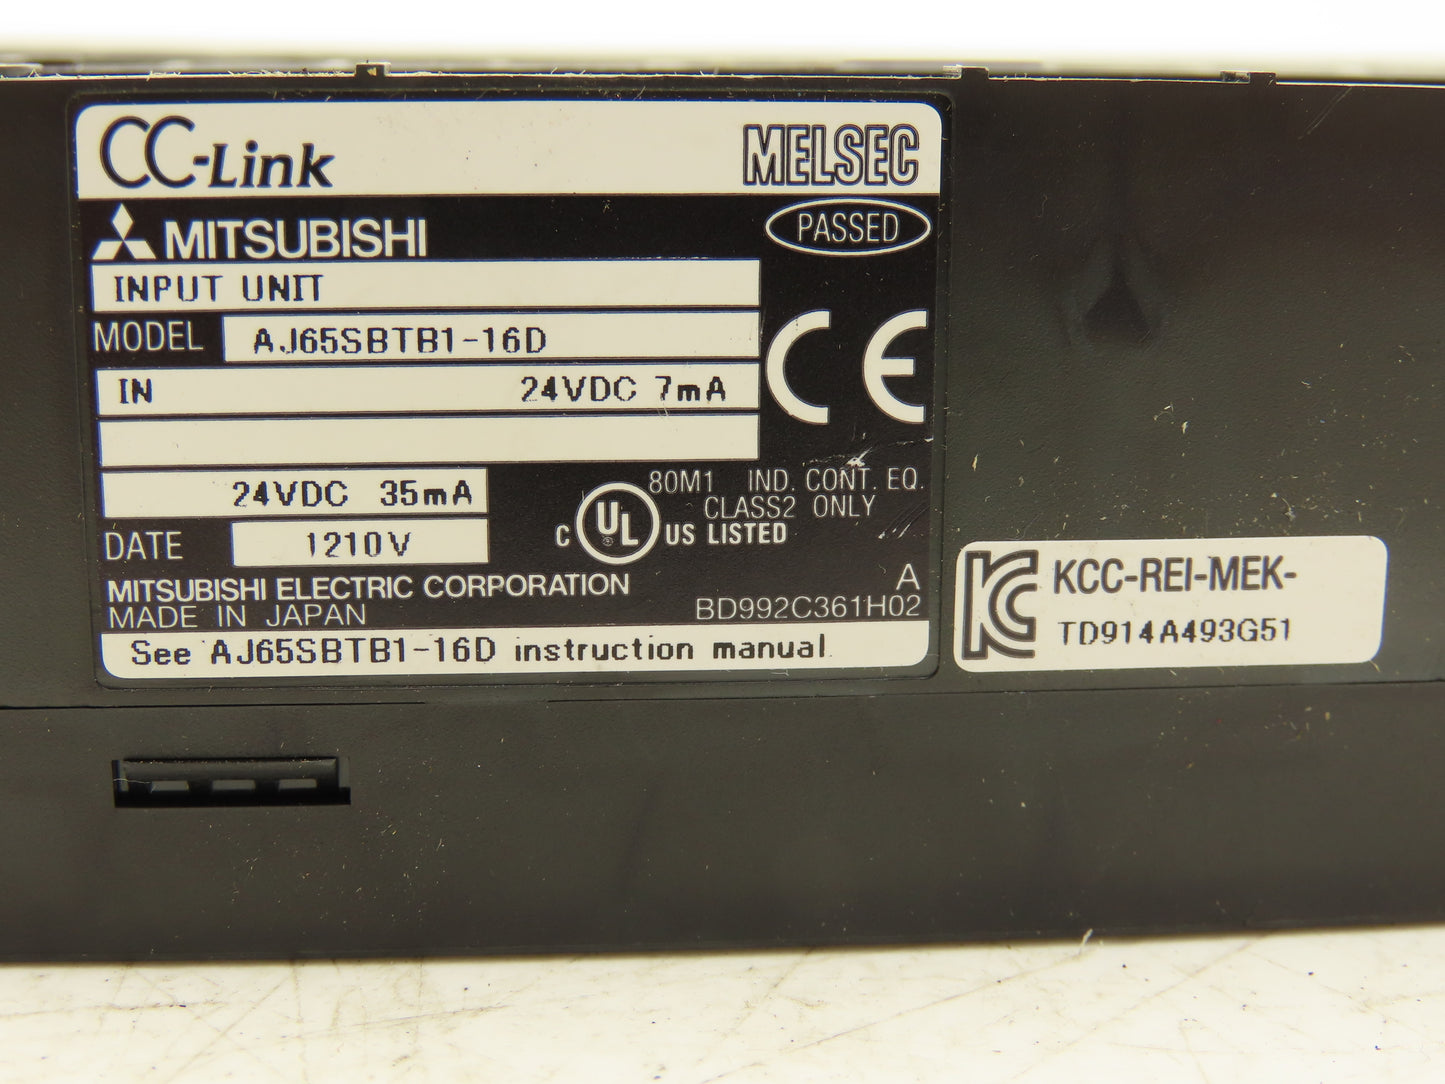 CC-Link MELSEC
MITSUBISHI PASSED
INPUT UNIT
MODEL AJ65SBTB1-16D
IN 24VDC 7mA
CE
24VDC 35mA
80M1 IND. CONT. EQ.
CLASS2 ONLY
C UL US LISTED
DATE 1210V
MITSUBISHI ELECTRIC CORPORATION A
MADE IN JAPAN BD992C361H02
See AJ65SBTB1-16D instruction manual.
KC KCC-REI-MEK-
TD914A493G51